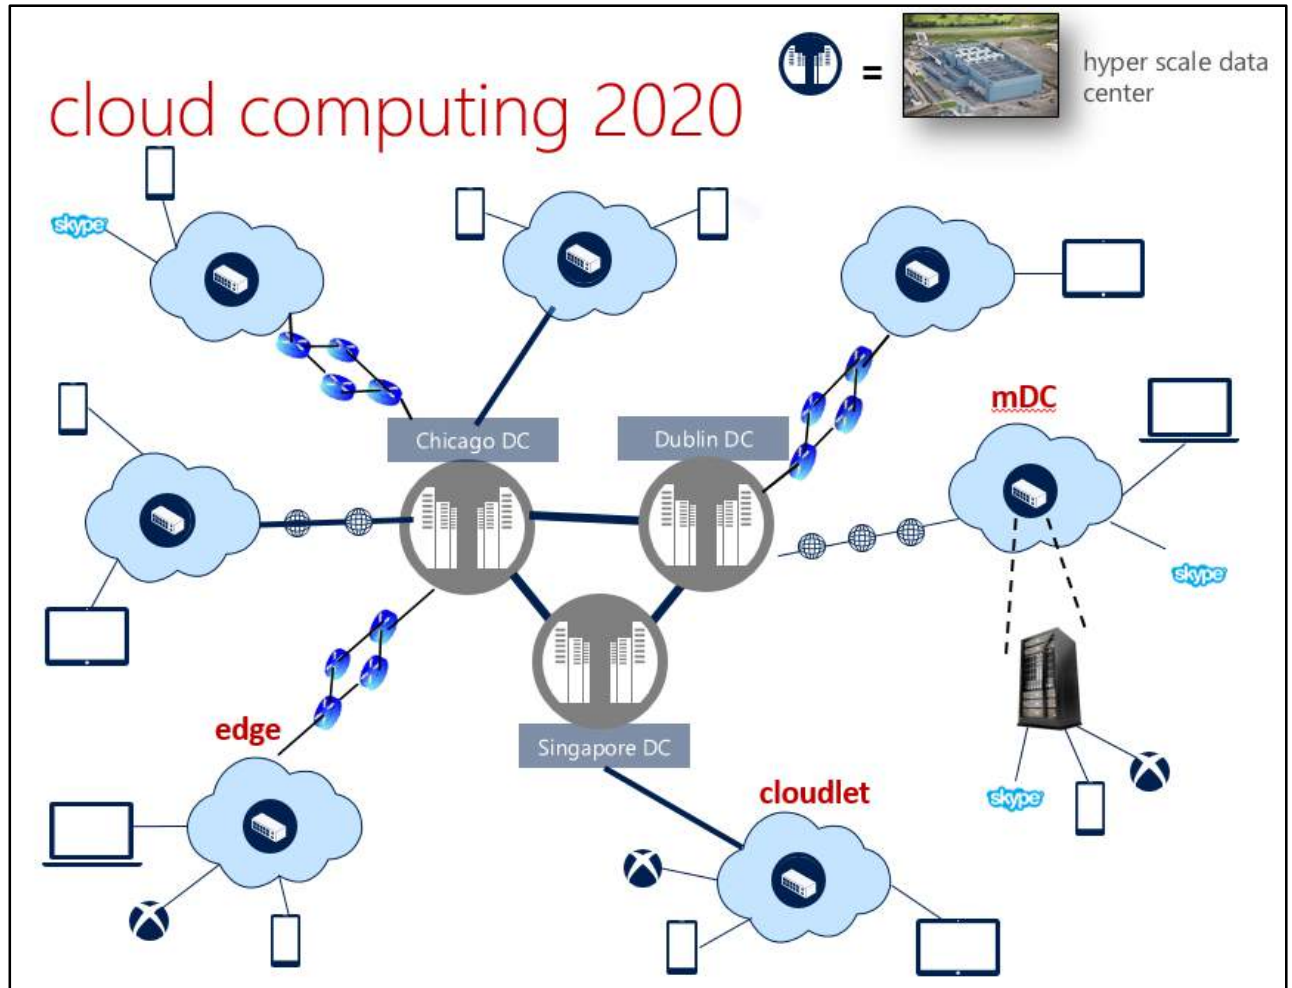 cloud computing 2020
=
hyper scale data
center
skype
mDC
Chicago DC
Dublin DC
skype
edge
Singapore DC
cloudlet
skype